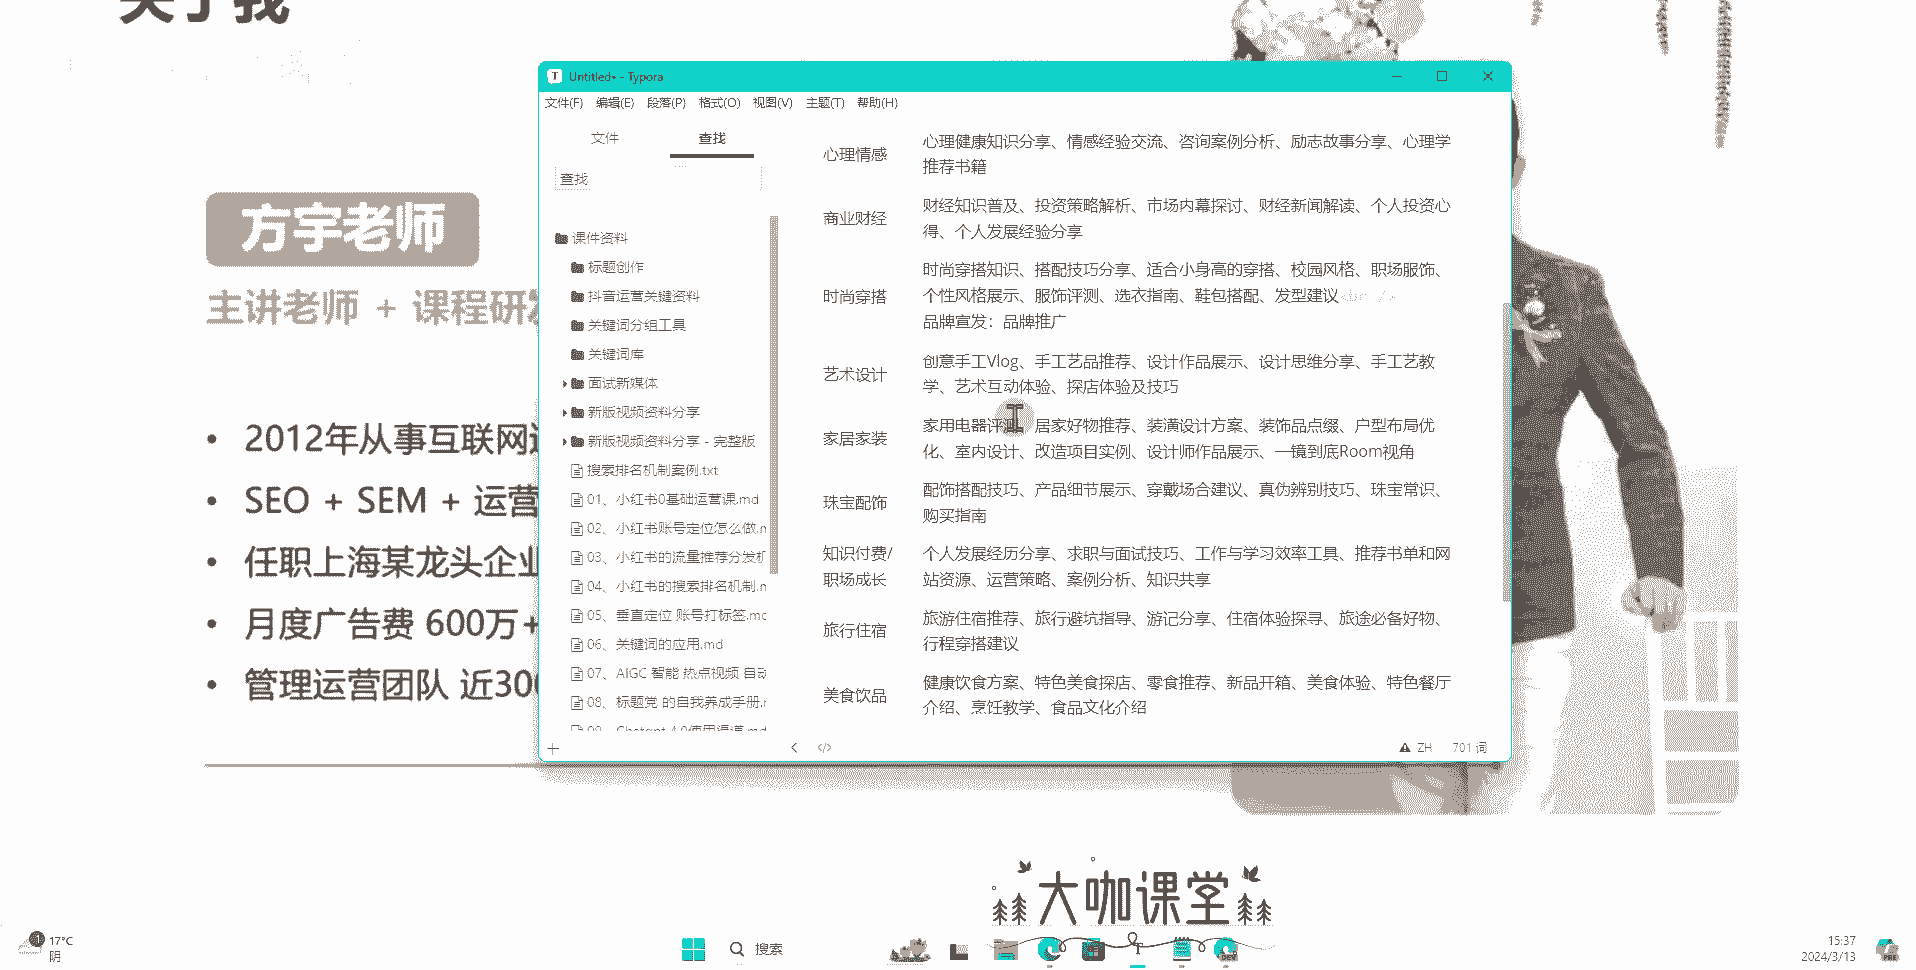 关于我
方宇老师
主讲老师 + 课程研发
2012年从事互联网运
SEO + SEM + 运营
任职上海某龙头企业
月度广告费 600万+
管理运营团队 近300
Untitled• - Typora
文件(F) 编辑(E) 段落(P) 格式(O) 视图(V) 主题(T) 帮助(H)
文件 查找
查找
课件资料
标题创作
抖音运营关键资料
关键词分组工具
关键词库
面试新媒体
新版视频资料分享
新版视频资料分享 - 完整版
搜索排名机制案例.txt
01、小红书0基础运营课.md
02、小红书账号定位怎么做.m
03、小红书的流量推荐分发机
04、小红书的搜索排名机制.m
05、垂直定位 账号打标签.mc
06、关键词的应用.md
07、AIGC 智能 热点视频 自动
08、标题党 的自我养成手册.r
09、Chatgpt 4.0使用渠道.md
心理情感
心理健康知识分享、情感经验交流、咨询案例分析、励志故事分享、心理学
推荐书籍
商业财经
财经知识普及、投资策略解析、市场内幕探讨、财经新闻解读、个人投资心
得、个人发展经验分享
时尚穿搭
时尚穿搭知识、搭配技巧分享、适合小身高的穿搭、校园风格、职场服饰、
个性风格展示、服饰评测、选衣指南、鞋包搭配、发型建议<br />
品牌宣发：品牌推广
艺术设计
创意手工Vlog、手工艺品推荐、设计作品展示、设计思维分享、手工艺教
学、艺术互动体验、探店体验及技巧
家居家装
家用电器评测、居家好物推荐、装潢设计方案、装饰品点缀、户型布局优
化、室内设计、改造项目实例、设计师作品展示、一镜到底Room视角
珠宝配饰
配饰搭配技巧、产品细节展示、穿戴场合建议、真伪辨别技巧、珠宝常识、
购买指南
知识付费/
职场成长
个人发展经历分享、求职与面试技巧、工作与学习效率工具、推荐书单和网
站资源、运营策略、案例分析、知识共享
旅行住宿
旅游住宿推荐、旅行避坑指导、游记分享、住宿体验探寻、旅途必备好物、
行程穿搭建议
美食饮品
健康饮食方案、特色美食探店、零食推荐、新品开箱、美食体验、特色餐厅
介绍、烹饪教学、食品文化介绍
ZH 701 词
大咖课堂
1
17°C
阴
搜索
DEV
15:37
2024/3/13
PRE